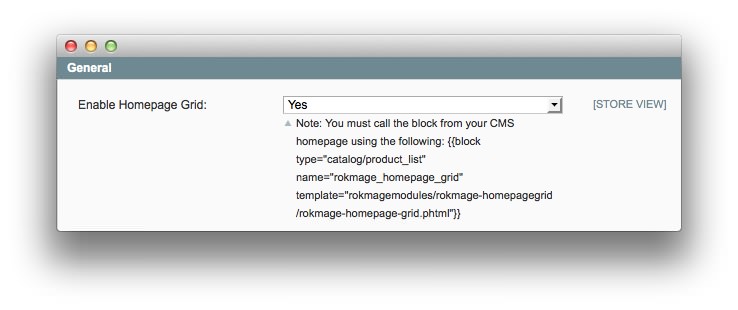 General
Enable Homepage Grid:
Yes
[STORE VIEW]
Note: You must call the block from your CMS
homepage using the following: {{block
type="catalog/product_list"
name="rokmage_homepage_grid"
template="rokmagemodules/rokmage-homepagegrid
/rokmage-homepage-grid.phtml"}}